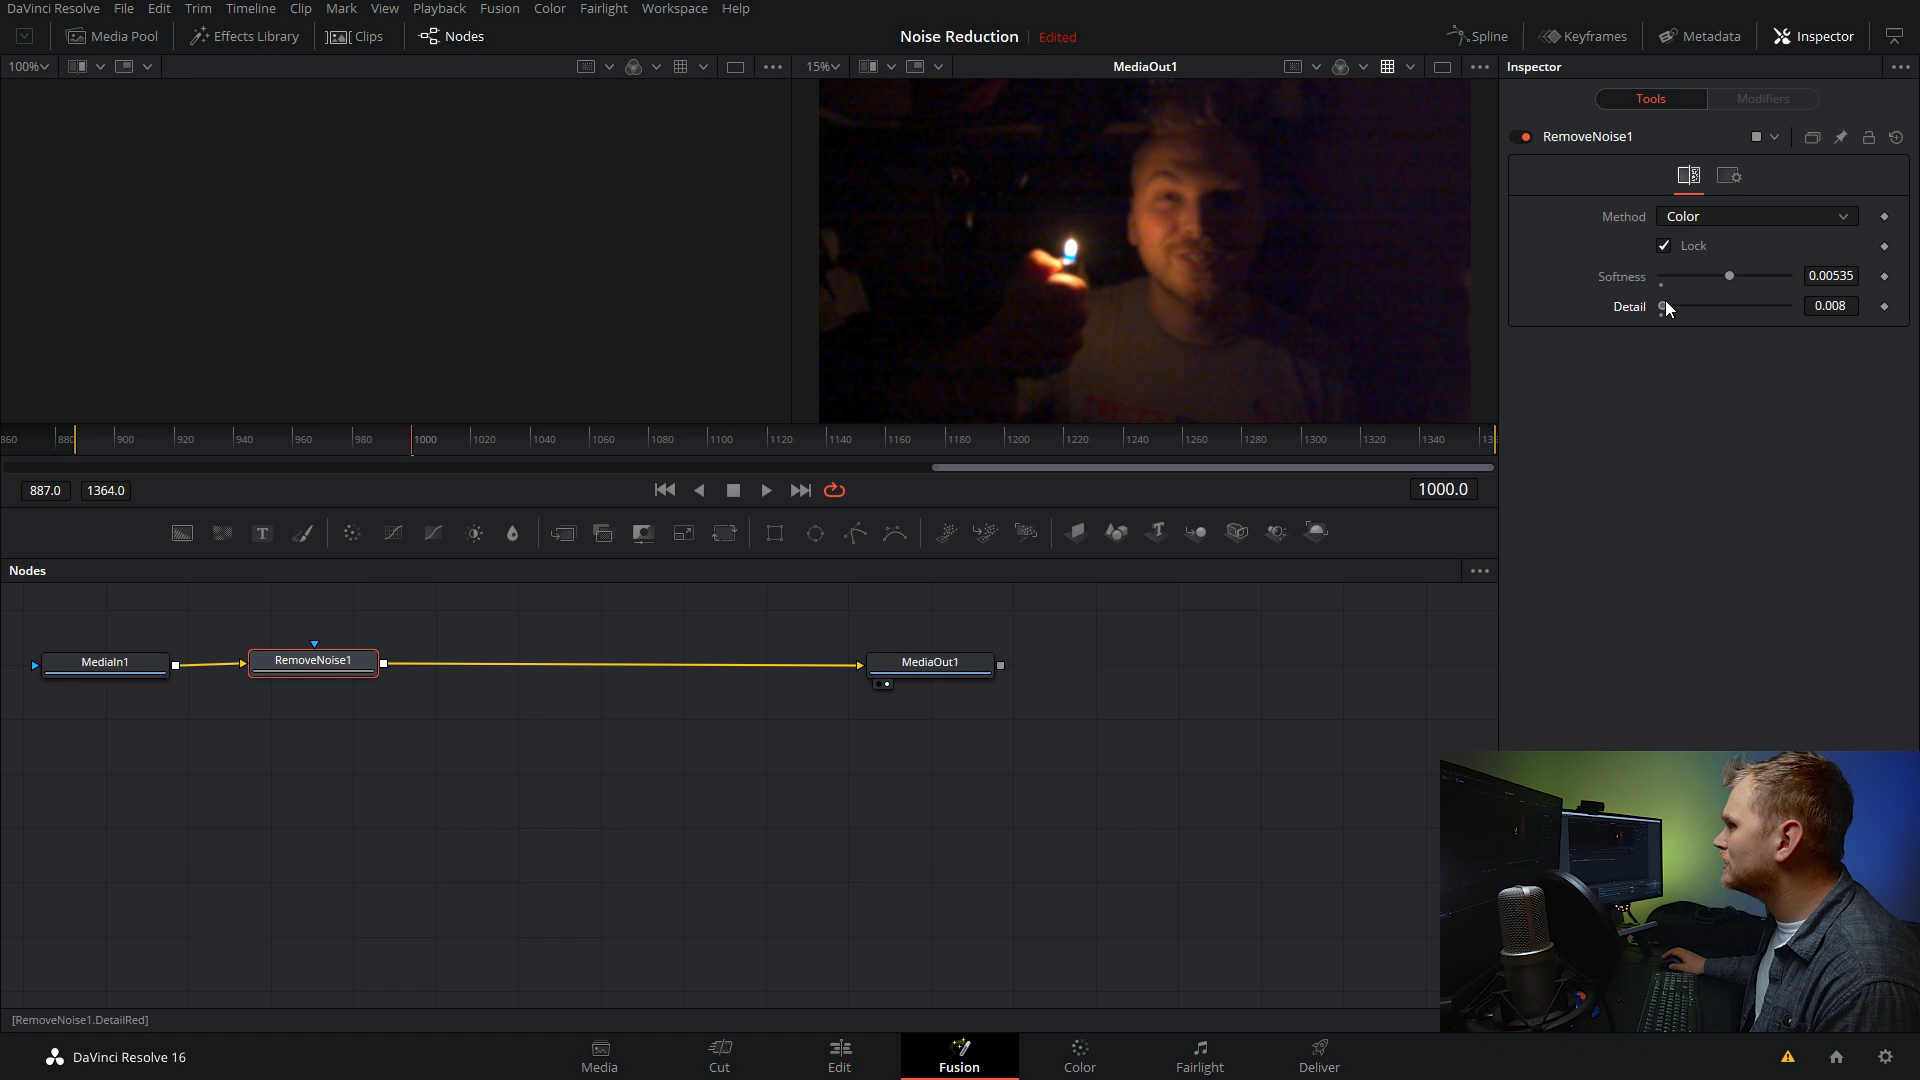 DaVinci Resolve File Edit Trim Timeline Clip Mark View Playback Fusion Color Fairlight Workspace Help
Media Pool Effects Library Clips Nodes Noise Reduction Edited Spline Keyframes Metadata Inspector
100% 15% MediaOut1 Inspector
Tools Modifiers
RemoveNoise1
Method Color
Lock
Softness 0.00535
Detail 0.008
860 880 900 920 940 960 980 1000 1020 1040 1060 1080 1100 1120 1140 1160 1180 1200 1220 1240 1260 1280 1300 1320 1340 13
887.0 1364.0 1000.0
Nodes
MediaIn1 RemoveNoise1 MediaOut1
[RemoveNoise1.DetailRed]
DaVinci Resolve 16 Media Cut Edit Fusion Color Fairlight Deliver